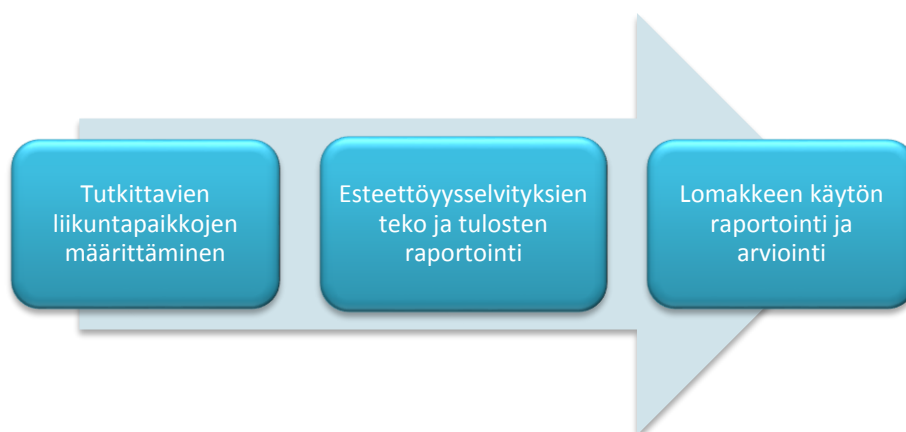 Tutkittavien
liikuntapaikkojen
määrittäminen
Esteettöyysselvityksien
teko ja tulosten
raportointi
Lomakkeen käytön
raportointi ja
arviointi